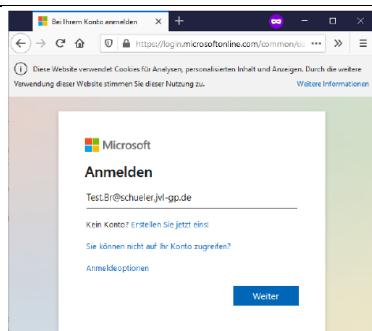 Bei Ihrem Konto anmelden
https://login.microsoftonline.com/common/oa
Diese Website verwendet Cookies für Analysen, personalisierten Inhalt und Anzeigen. Durch die weitere
Verwendung dieser Website stimmen Sie dieser Nutzung zu. Weitere Informationen
Microsoft
Anmelden
Test.Br@schueler.jvl-gp.de
Kein Konto? Erstellen Sie jetzt eins!
Sie können nicht auf Ihr Konto zugreifen?
Anmeldeoptionen
Weiter